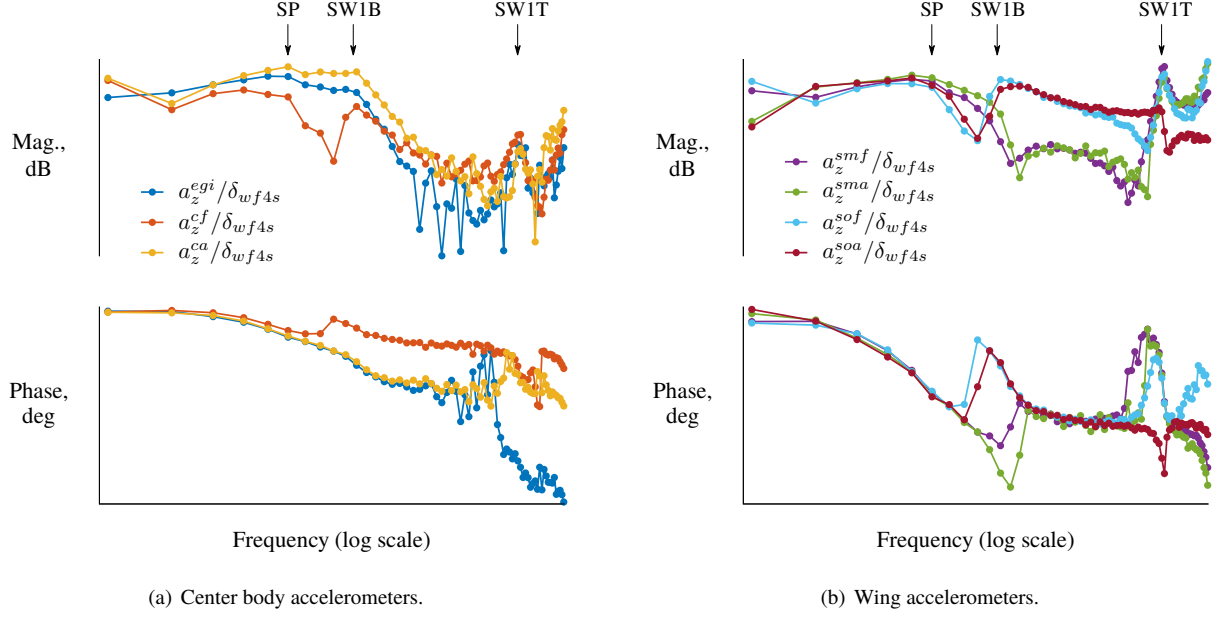 SP SW1B SW1T
Mag.,
dB
a_z^{egi}/δ_{wf4s}
a_z^{cf}/δ_{wf4s}
a_z^{ca}/δ_{wf4s}
Phase,
deg
Frequency (log scale)
(a) Center body accelerometers.
SP SW1B SW1T
Mag.,
dB
a_z^{smf}/δ_{wf4s}
a_z^{sma}/δ_{wf4s}
a_z^{sof}/δ_{wf4s}
a_z^{soa}/δ_{wf4s}
Phase,
deg
Frequency (log scale)
(b) Wing accelerometers.